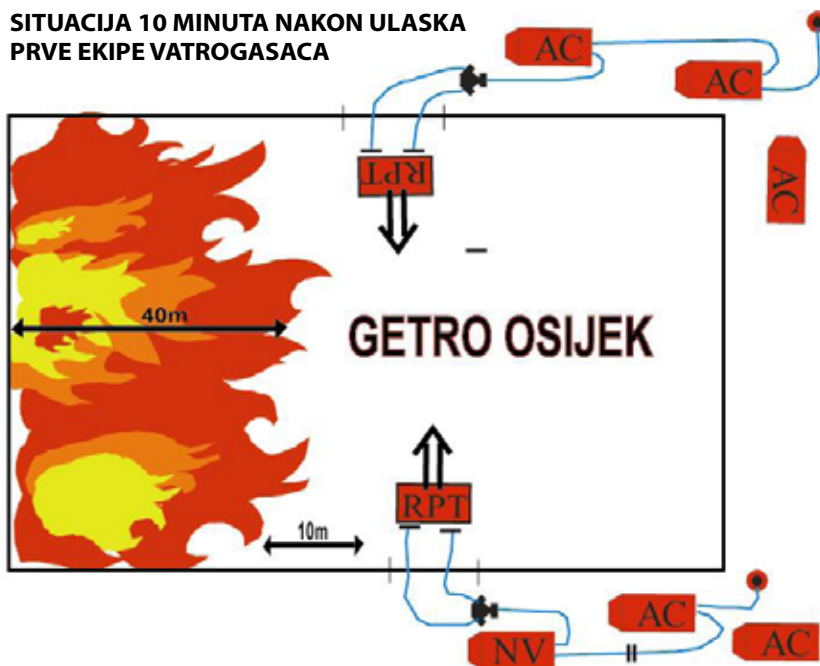 SITUACIJA 10 MINUTA NAKON ULASKA
PRVE EKIPE VATROGASACA
AC
AC
RPT
AC
40m
GETRO OSIJEK
RPT
10m
AC
NV
AC